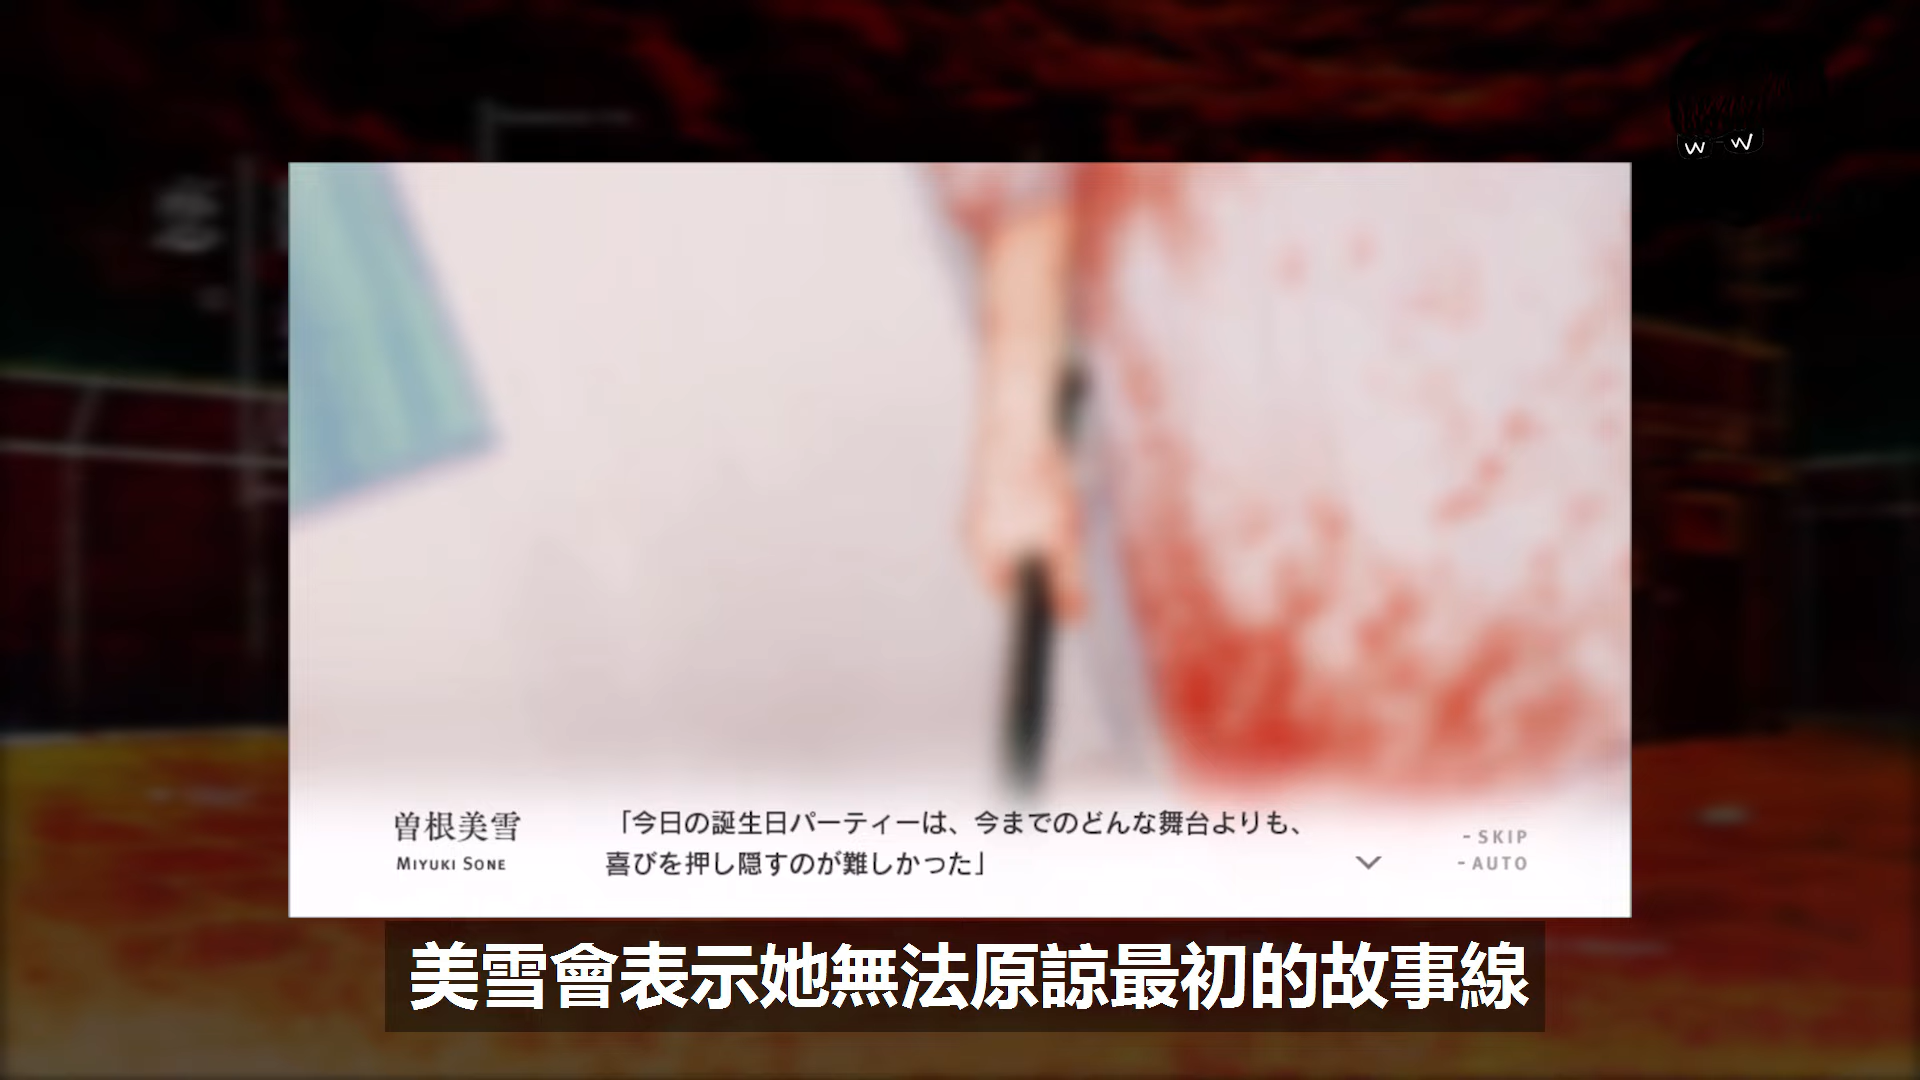 曽根美雪
MIYUKI SONE
「今日の誕生日パーティーは、今までのどんな舞台よりも、
喜びを押し隠すのが難しかった」
- SKIP
- AUTO
美雪會表示她無法原諒最初的故事線